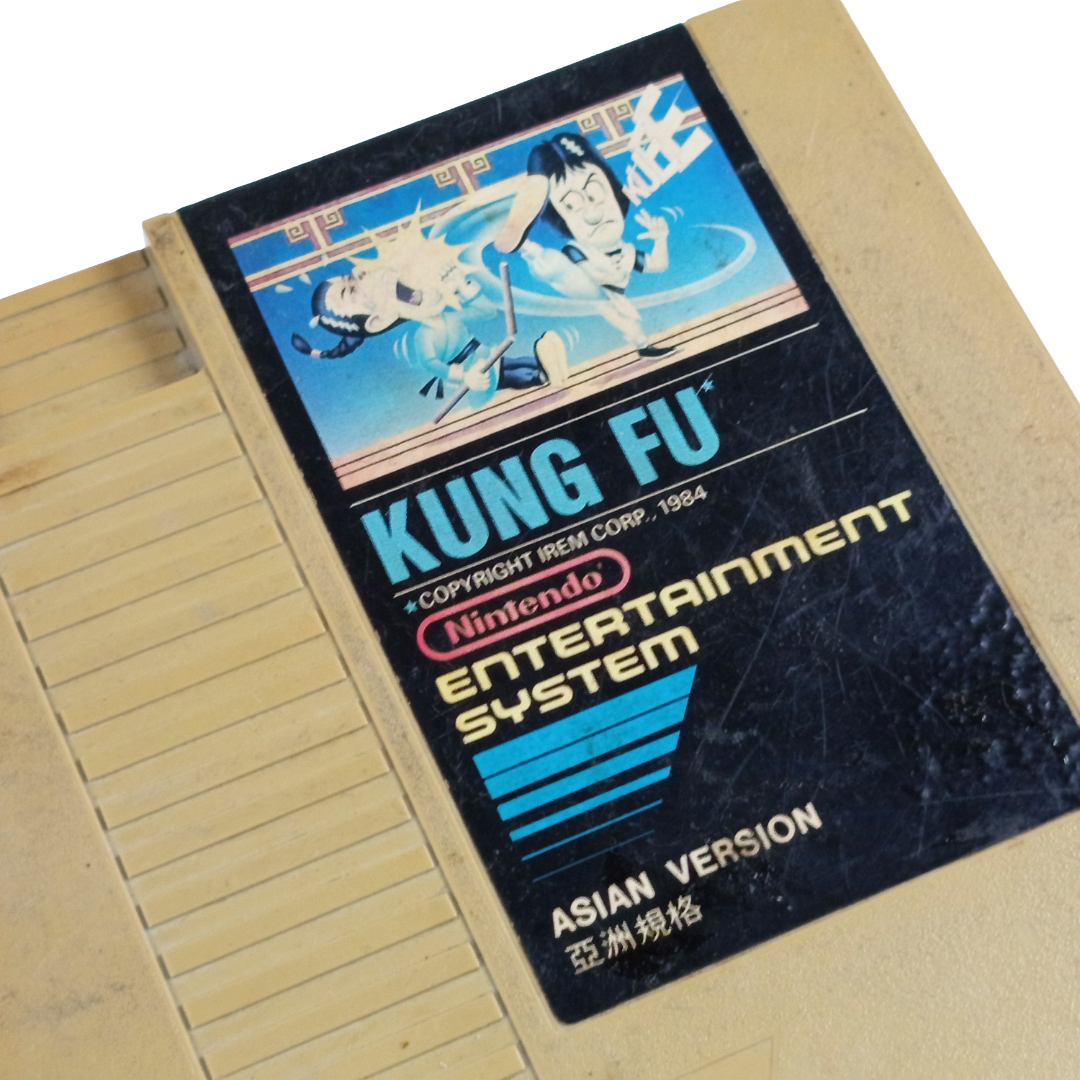 KUNG FU*
*COPYRIGHT IREM CORP., 1984
Nintendo®
ENTERTAINMENT
SYSTEM
ASIAN VERSION
亞洲規格